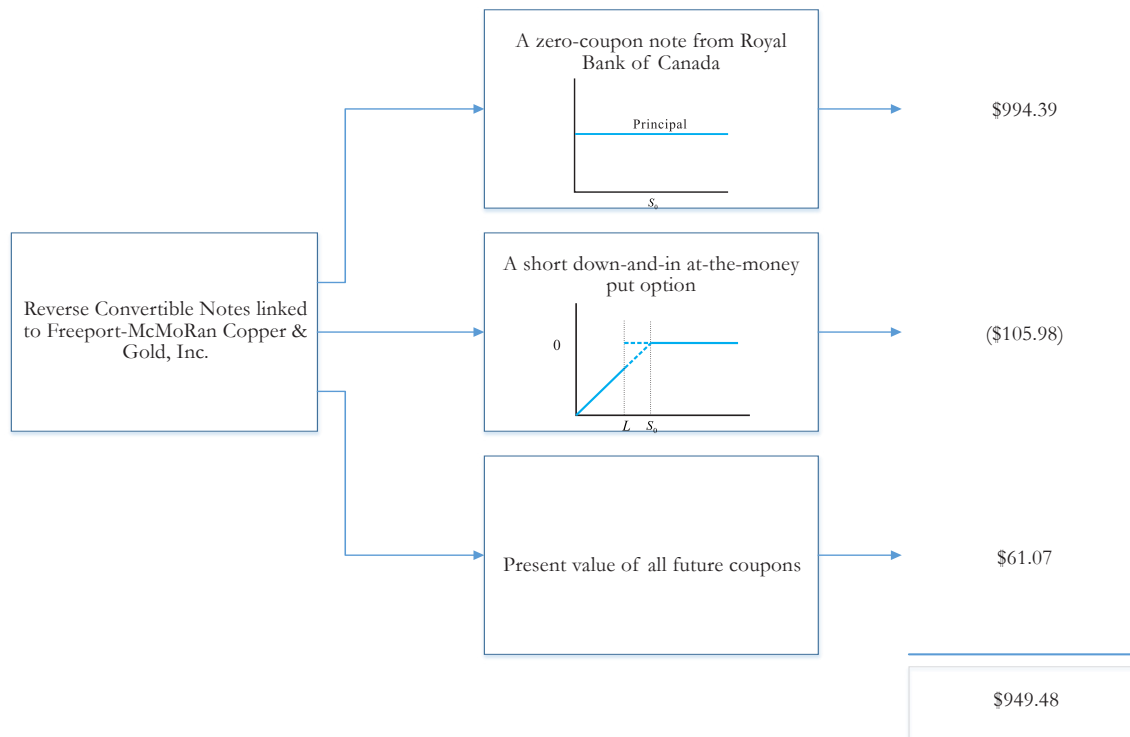 A zero-coupon note from Royal
Bank of Canada
Principal
S₀
$994.39
Reverse Convertible Notes linked
to Freeport-McMoRan Copper &
Gold, Inc.
A short down-and-in at-the-money
put option
0
L S₀
($105.98)
Present value of all future coupons
$61.07
$949.48